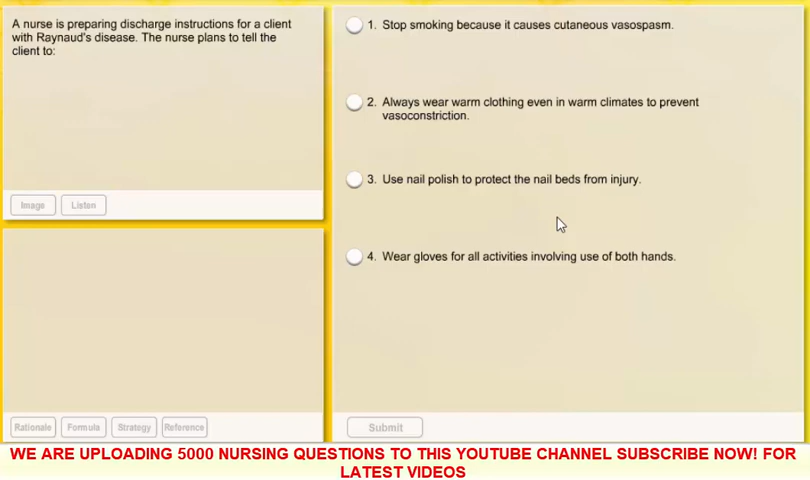 A nurse is preparing discharge instructions for a client
with Raynaud's disease. The nurse plans to tell the
client to:
Image
Listen
Rationale
Formula
Strategy
Reference
1. Stop smoking because it causes cutaneous vasospasm.
2. Always wear warm clothing even in warm climates to prevent
vasoconstriction.
3. Use nail polish to protect the nail beds from injury.
4. Wear gloves for all activities involving use of both hands.
Submit
WE ARE UPLOADING 5000 NURSING QUESTIONS TO THIS YOUTUBE CHANNEL SUBSCRIBE NOW! FOR
LATEST VIDEOS